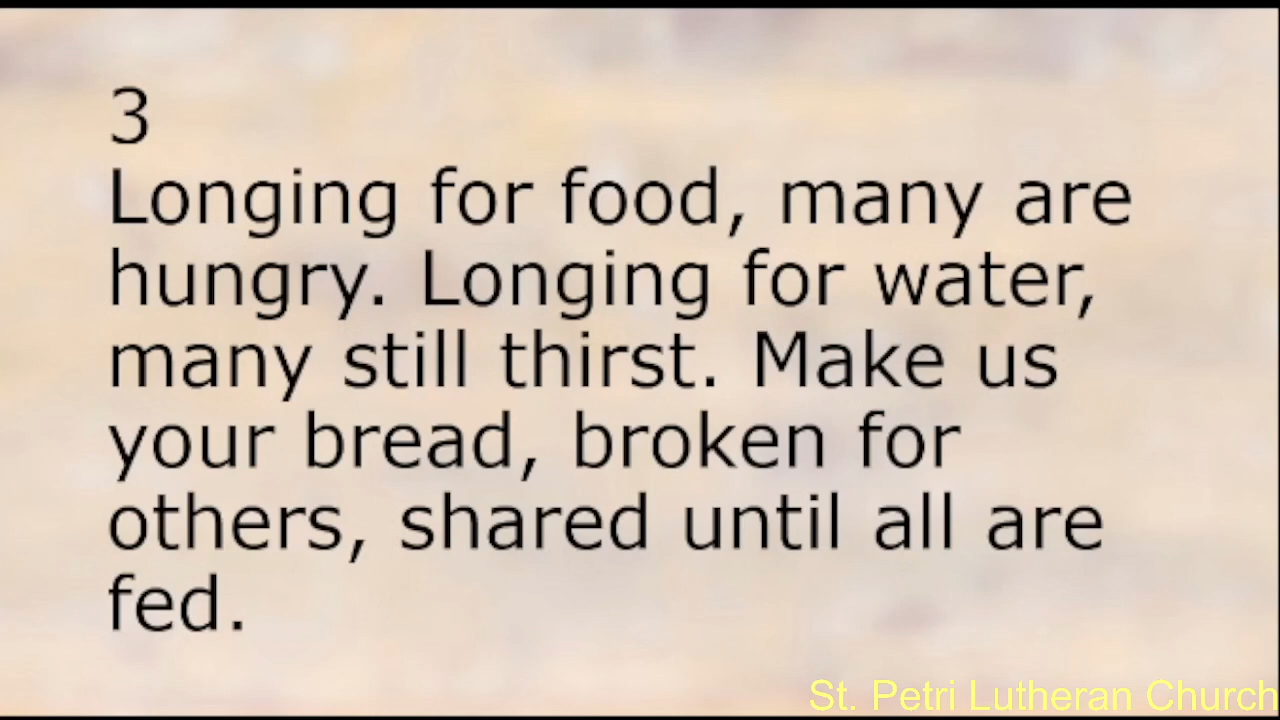 3
Longing for food, many are
hungry. Longing for water,
many still thirst. Make us
your bread, broken for
others, shared until all are
fed.
St. Petri Lutheran Church